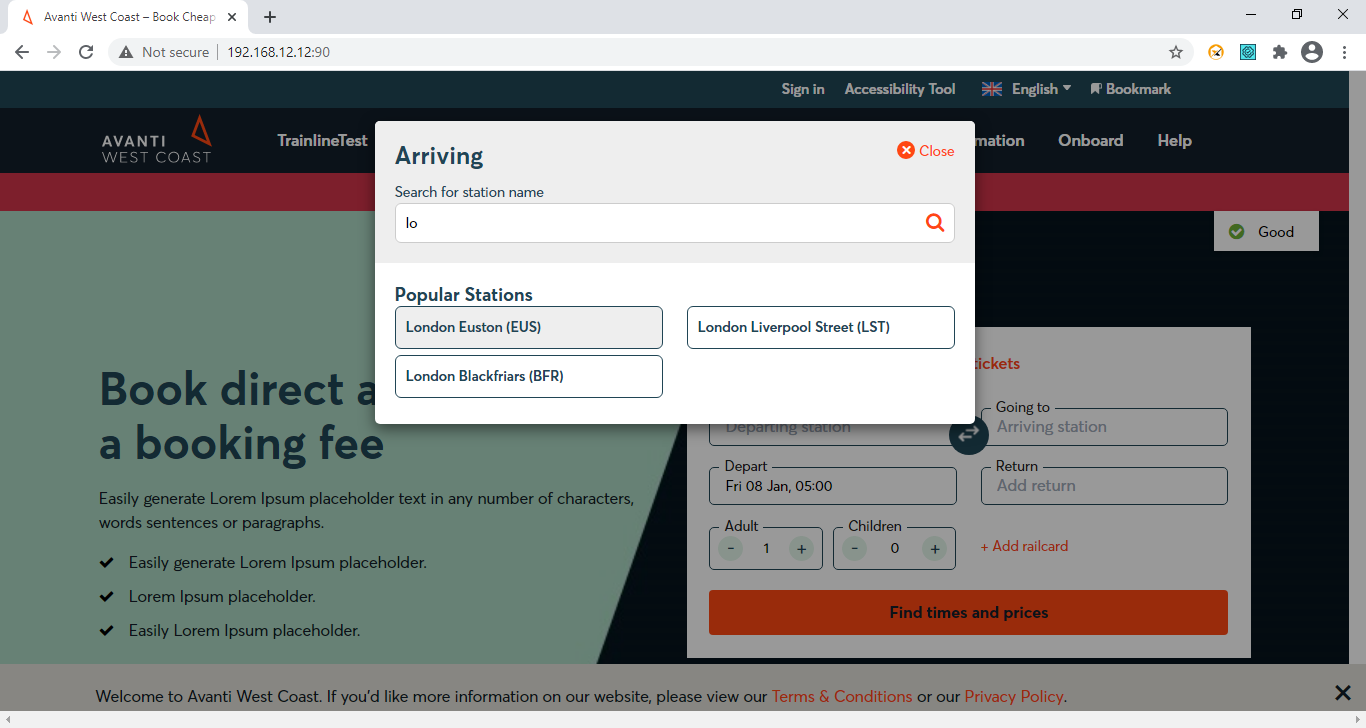 Avanti West Coast – Book Cheap
Not secure
192.168.12.12:90
Sign in
Accessibility Tool
English
Bookmark
AVANTI
WEST COAST
TrainlineTest
mation
Onboard
Help
Arriving
Close
Search for station name
lo
Good
Popular Stations
London Euston (EUS)
London Liverpool Street (LST)
London Blackfriars (BFR)
Book direct a
a booking fee
Easily generate Lorem Ipsum placeholder text in any number of characters,
words sentences or paragraphs.
Easily generate Lorem Ipsum placeholder.
Lorem Ipsum placeholder.
Easily Lorem Ipsum placeholder.
tickets
Departing station
Going to
Arriving station
Depart
Fri 08 Jan, 05:00
Return
Add return
Adult
- 1 +
Children
- 0 +
+ Add railcard
Find times and prices
Welcome to Avanti West Coast. If you'd like more information on our website, please view our Terms & Conditions or our Privacy Policy.